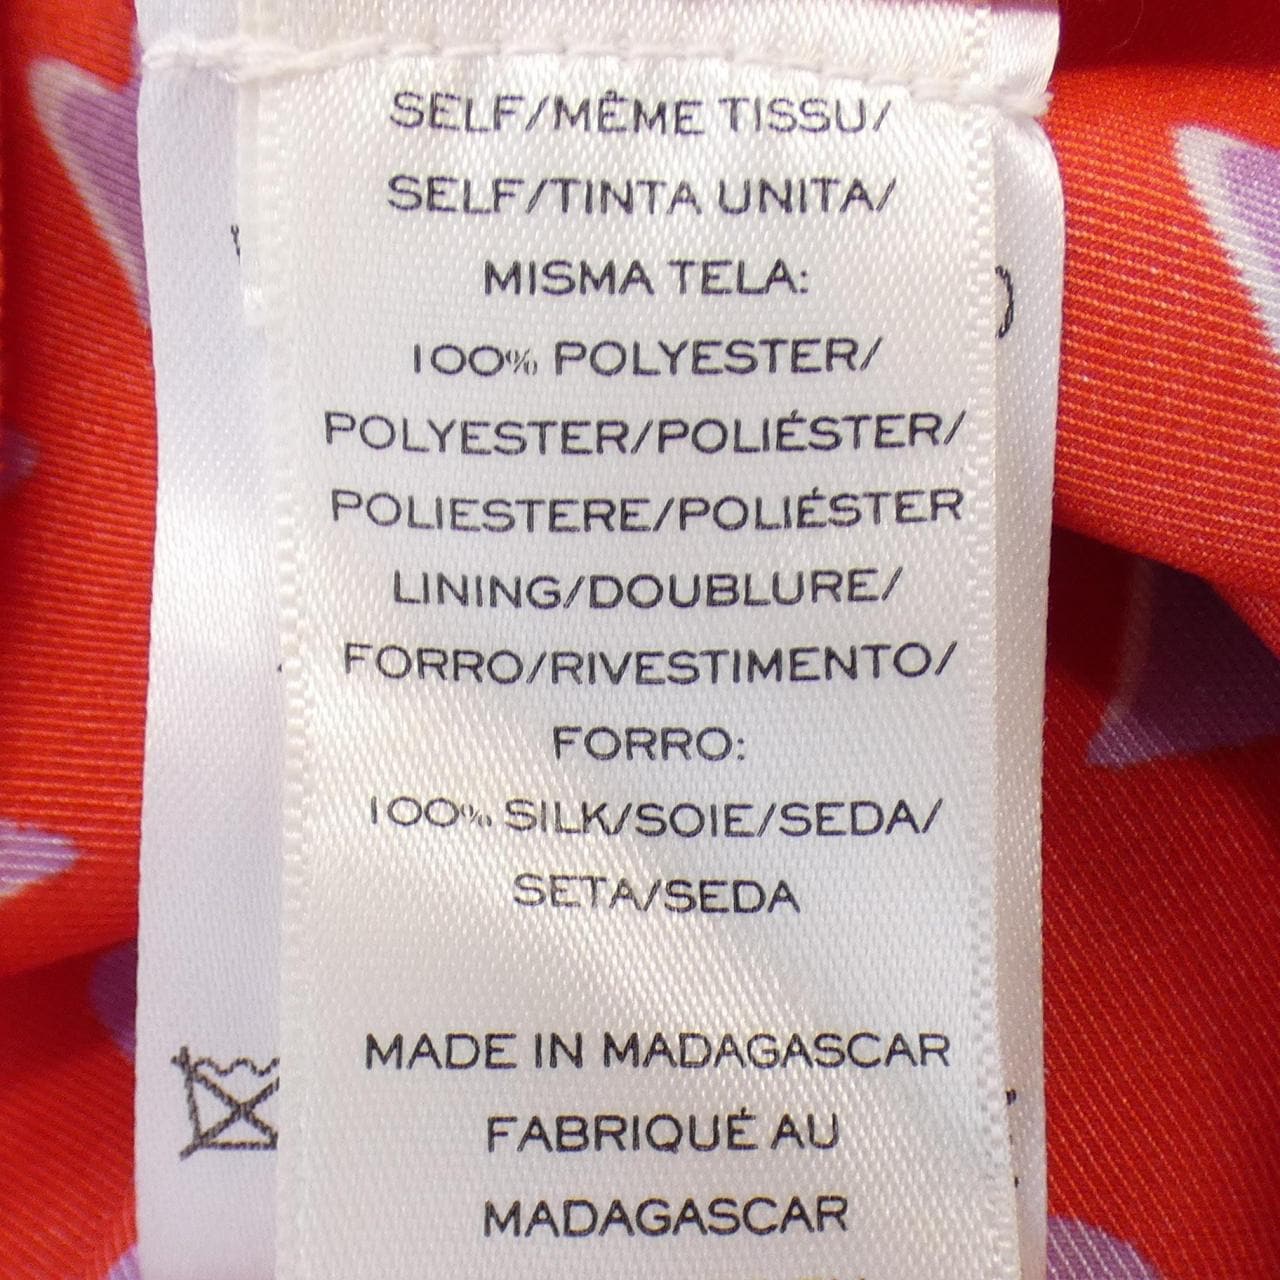 SELF/MÊME TISSU/
SELF/TINTA UNITA/
MISMA TELA:
100% POLYESTER/
POLYESTER/POLIÉSTER/
POLIESTERE/POLIÉSTER
LINING/DOUBLURE/
FORRO/RIVESTIMENTO/
FORRO:
100% SILK/SOIE/SEDA/
SETA/SEDA
MADE IN MADAGASCAR
FABRIQUÉ AU
MADAGASCAR